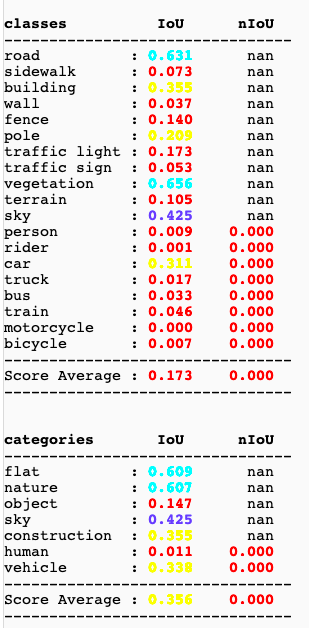 classes IoU nIoU
--------------------------------
road : 0.631 nan
sidewalk : 0.073 nan
building : 0.355 nan
wall : 0.037 nan
fence : 0.140 nan
pole : 0.209 nan
traffic light : 0.173 nan
traffic sign : 0.053 nan
vegetation : 0.656 nan
terrain : 0.105 nan
sky : 0.425 nan
person : 0.009 0.000
rider : 0.001 0.000
car : 0.311 0.000
truck : 0.017 0.000
bus : 0.033 0.000
train : 0.046 0.000
motorcycle : 0.000 0.000
bicycle : 0.007 0.000
--------------------------------
Score Average : 0.173 0.000
--------------------------------
categories IoU nIoU
--------------------------------
flat : 0.609 nan
nature : 0.607 nan
object : 0.147 nan
sky : 0.425 nan
construction : 0.355 nan
human : 0.011 0.000
vehicle : 0.338 0.000
--------------------------------
Score Average : 0.356 0.000
--------------------------------